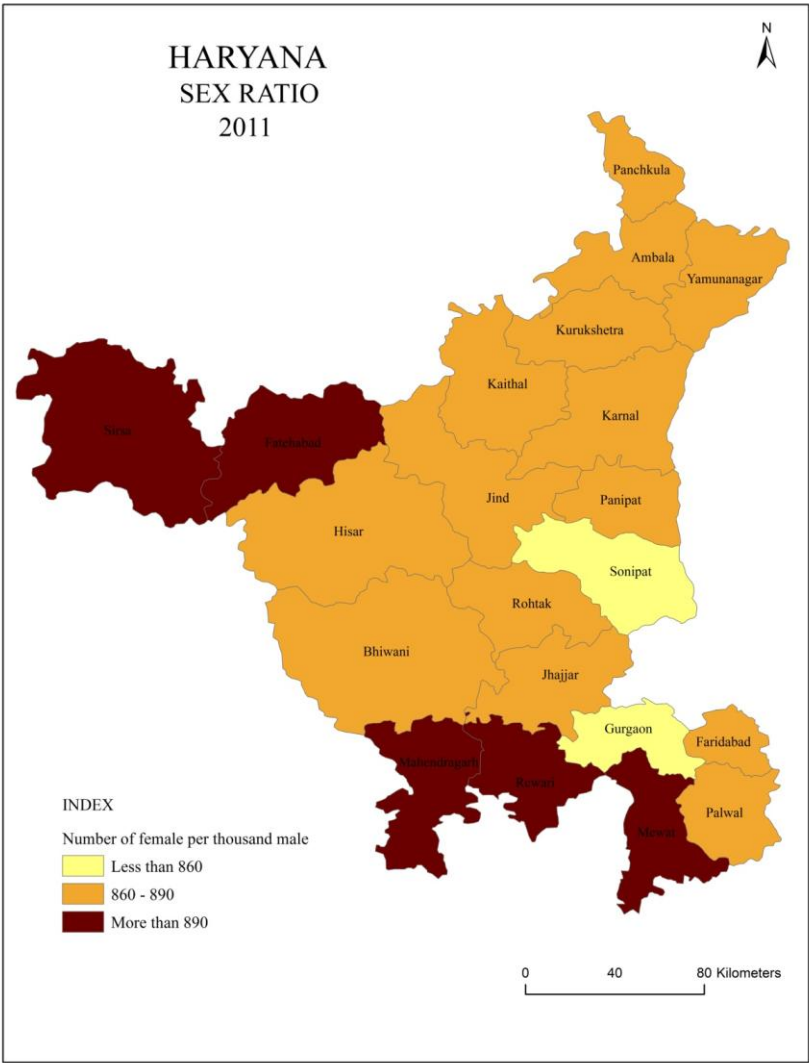 HARYANA
SEX RATIO
2011
N
Panchkula
Ambala
Yamunanagar
Kurukshetra
Kaithal
Karnal
Sirsa
Fatehabad
Jind
Panipat
Hisar
Sonipat
Rohtak
Bhiwani
Jhajjar
Gurgaon
Faridabad
Mahendragarh
Rewari
Palwal
Mewat
INDEX
Number of female per thousand male
Less than 860
860 - 890
More than 890
0 40 80 Kilometers